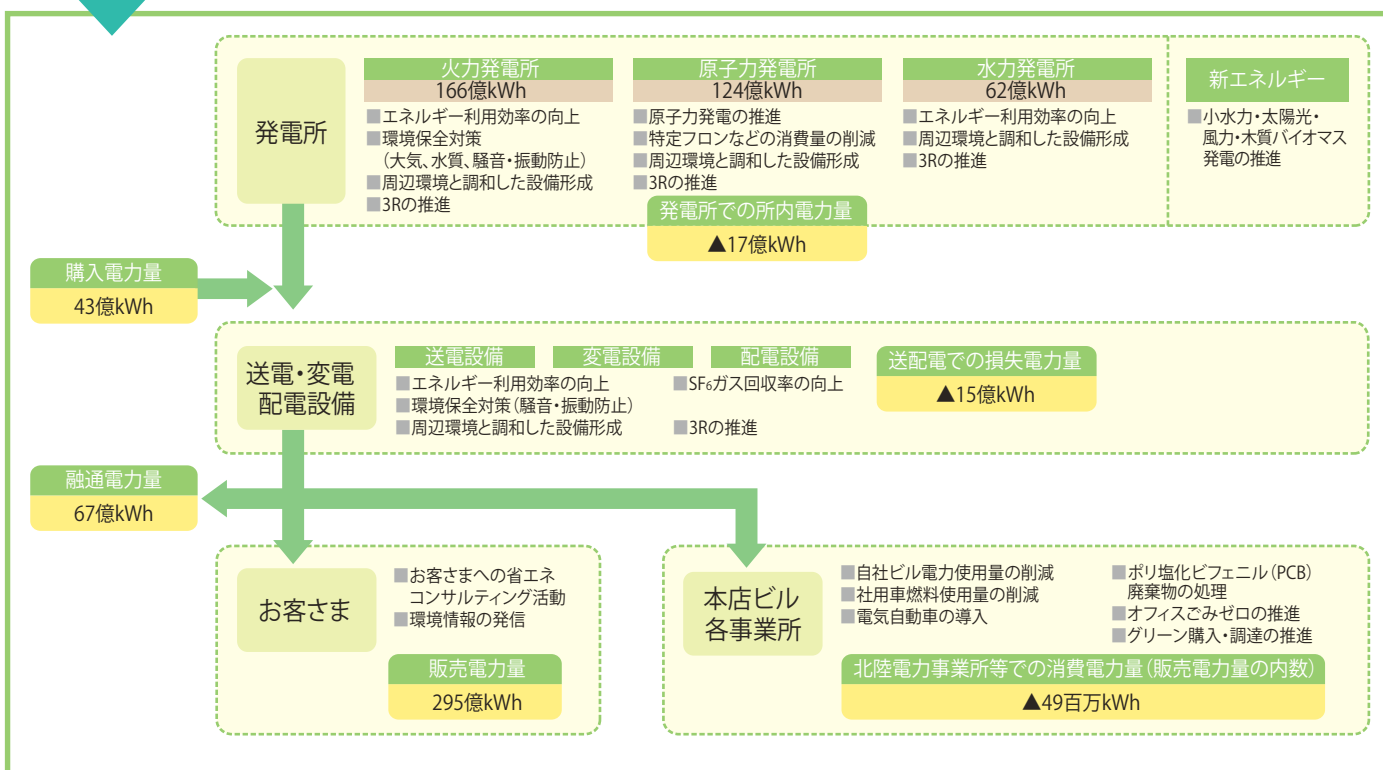 発電所
火力発電所
166億kWh
■エネルギー利用効率の向上
■環境保全対策
（大気、水質、騒音・振動防止）
■周辺環境と調和した設備形成
■3Rの推進
原子力発電所
124億kWh
■原子力発電の推進
■特定フロンなどの消費量の削減
■周辺環境と調和した設備形成
■3Rの推進
水力発電所
62億kWh
■エネルギー利用効率の向上
■周辺環境と調和した設備形成
■3Rの推進
新エネルギー
■小水力・太陽光・
風力・木質バイオマス
発電の推進
発電所での所内電力量
▲17億kWh
購入電力量
43億kWh
送電・変電
配電設備
送電設備
変電設備
配電設備
■エネルギー利用効率の向上
■環境保全対策（騒音・振動防止）
■周辺環境と調和した設備形成
■SF₆ガス回収率の向上
■3Rの推進
送配電での損失電力量
▲15億kWh
融通電力量
67億kWh
お客さま
■お客さまへの省エネ
コンサルティング活動
■環境情報の発信
販売電力量
295億kWh
本店ビル
各事業所
■自社ビル電力使用量の削減
■社用車燃料使用量の削減
■電気自動車の導入
■ポリ塩化ビフェニル（PCB）
廃棄物の処理
■オフィスごみゼロの推進
■グリーン購入・調達の推進
北陸電力事業所等での消費電力量（販売電力量の内数）
▲49百万kWh